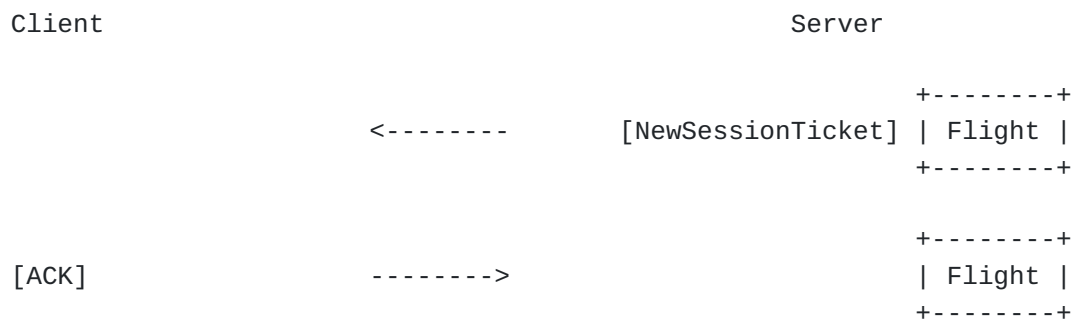 Client                                            Server

                                                          +--------+
                       <--------       [NewSessionTicket] | Flight |
                                                          +--------+

                                                          +--------+
[ACK]                  -------->                          | Flight |
                                                          +--------+